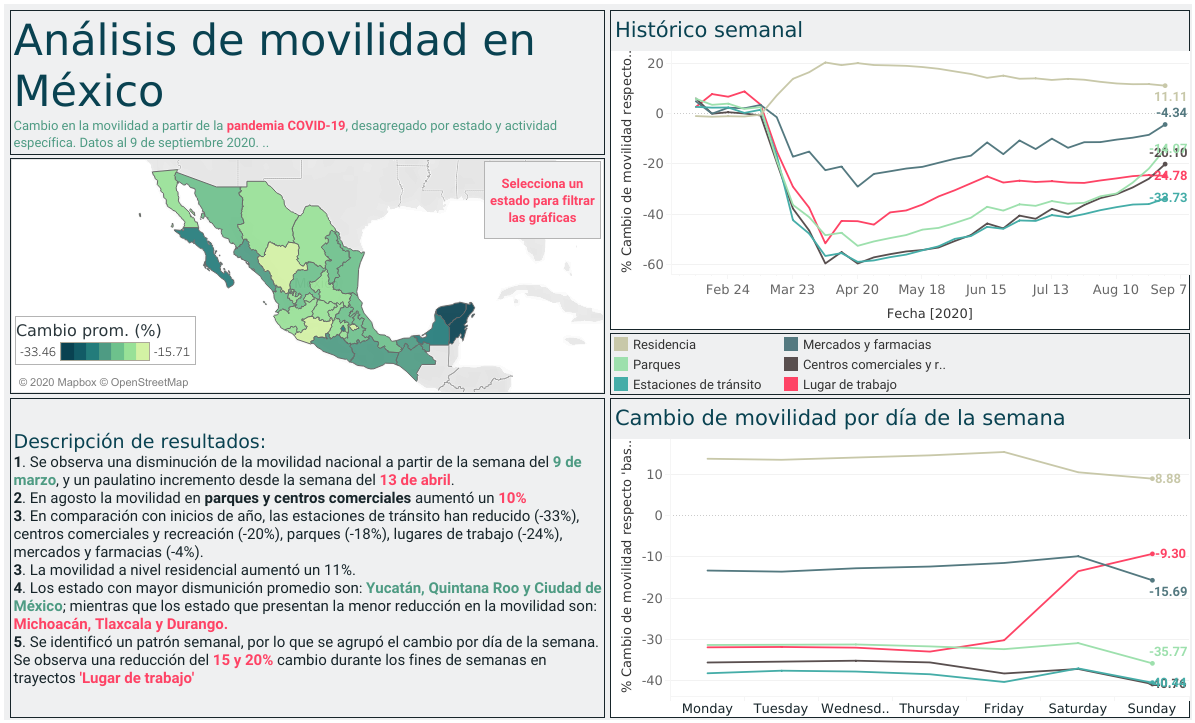 Análisis de movilidad en
México
Cambio en la movilidad a partir de la pandemia COVID-19, desagregado por estado y actividad
específica. Datos al 9 de septiembre 2020. ..
Selecciona un
estado para filtrar
las gráficas
Cambio prom. (%)
-33.46 -15.71
© 2020 Mapbox © OpenStreetMap
Descripción de resultados:
1. Se observa una disminución de la movilidad nacional a partir de la semana del 9 de
marzo, y un paulatino incremento desde la semana del 13 de abril.
2. En agosto la movilidad en parques y centros comerciales aumentó un 10%
3. En comparación con inicios de año, las estaciones de tránsito han reducido (-33%),
centros comerciales y recreación (-20%), parques (-18%), lugares de trabajo (-24%),
mercados y farmacias (-4%).
3. La movilidad a nivel residencial aumentó un 11%.
4. Los estado con mayor dismunición promedio son: Yucatán, Quintana Roo y Ciudad de
México; mientras que los estado que presentan la menor reducción en la movilidad son:
Michoacán, Tlaxcala y Durango.
5. Se identificó un patrón semanal, por lo que se agrupó el cambio por día de la semana.
Se observa una reducción del 15 y 20% cambio durante los fines de semanas en
trayectos 'Lugar de trabajo'
Histórico semanal
% Cambio de movilidad respecto..
20
0
-20
-40
-60
11.11
-4.34
-20.10
-24.78
-33.73
Feb 24 Mar 23 Apr 20 May 18 Jun 15 Jul 13 Aug 10 Sep 7
Fecha [2020]
Residencia
Mercados y farmacias
Parques
Centros comerciales y r..
Estaciones de tránsito
Lugar de trabajo
Cambio de movilidad por día de la semana
% Cambio de movilidad respecto 'bas..
10
0
-10
-20
-30
-40
8.88
-9.30
-15.69
-35.77
Monday Tuesday Wednesd.. Thursday Friday Saturday Sunday